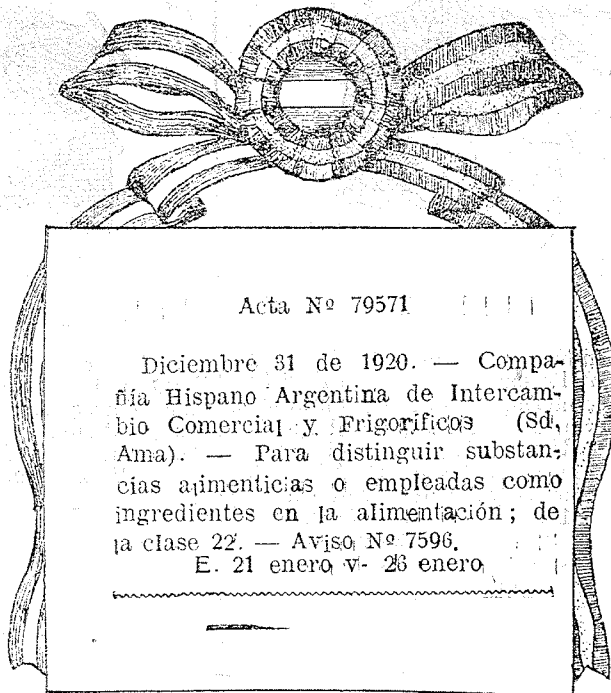 Acta Nº 79571
Diciembre 31 de 1920. — Compa-
ñía Hispano Argentina de Intercam-
bio Comercial y Frigoríficos (Sd,
Ama). — Para distinguir substan-
cias alimenticias o empleadas como
ingredientes en la alimentación; de
la clase 22. — Aviso Nº 7596.
E. 21 enero v- 26 enero